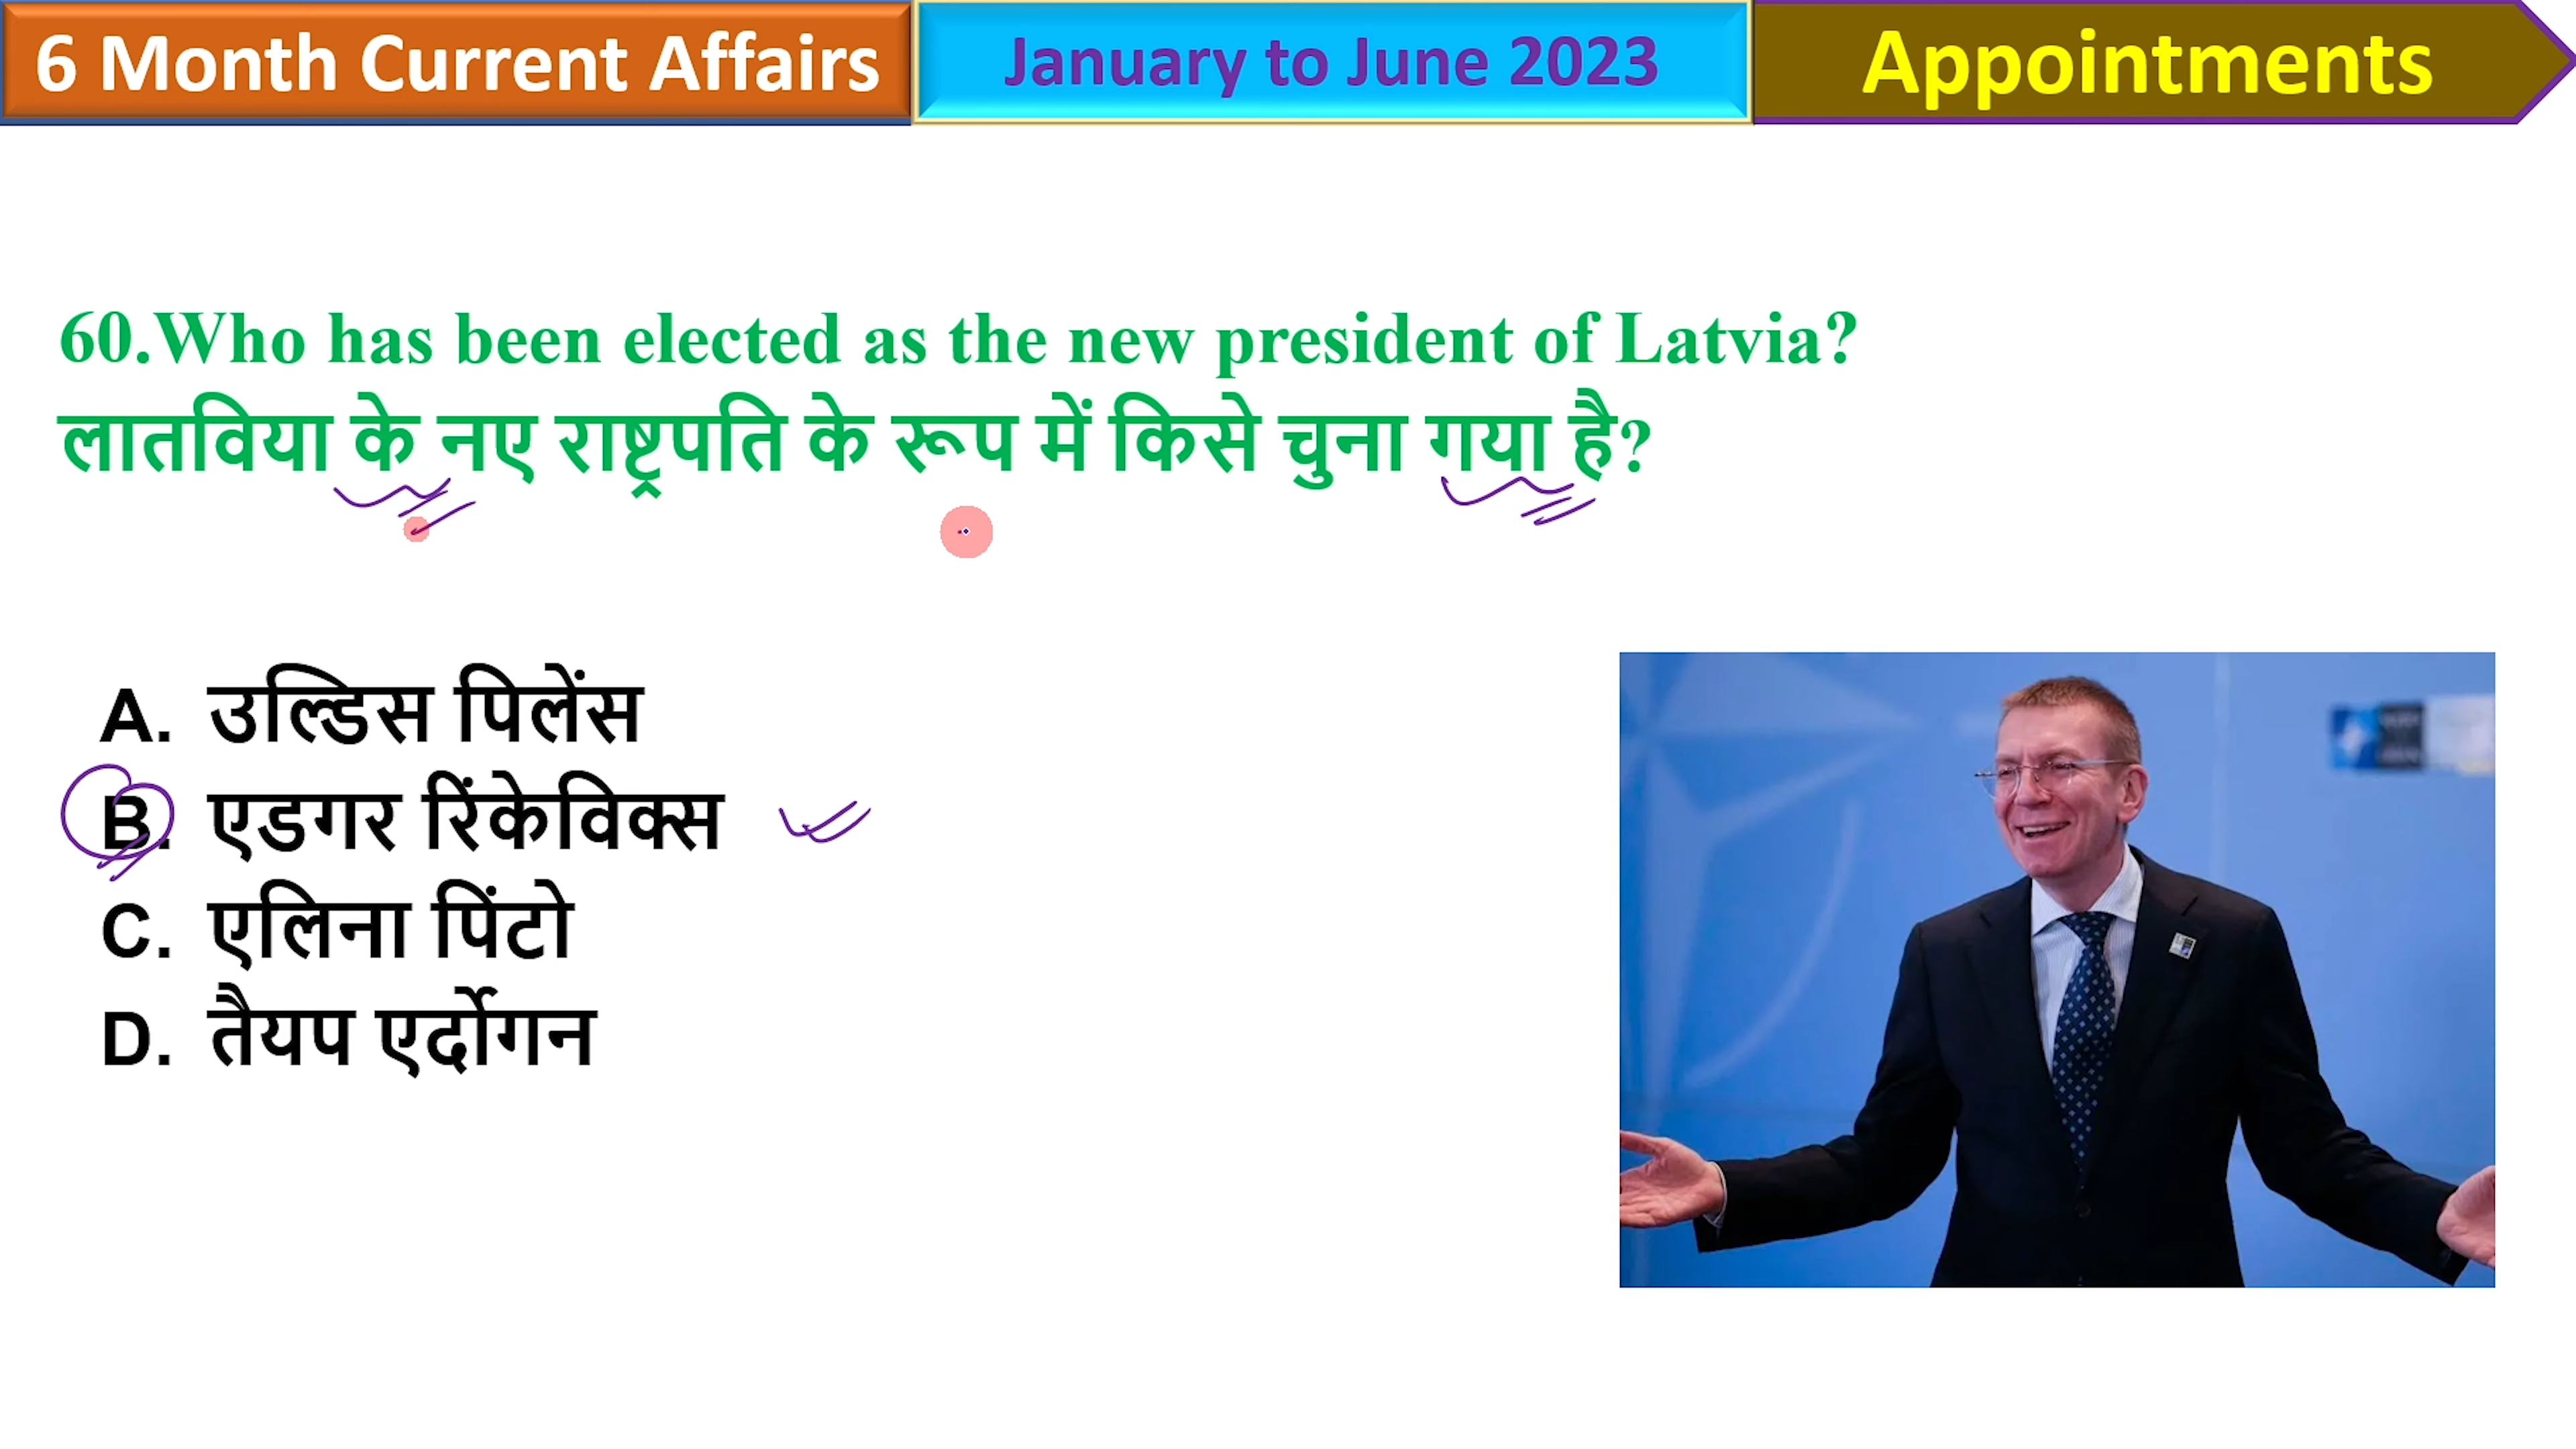 6 Month Current Affairs
January to June 2023
Appointments
60.Who has been elected as the new president of Latvia?
लातविया के नए राष्ट्रपति के रूप में किसे चुना गया है?
A. उल्डिस पिलेंस
B. एडगर रिंकेविक्स
C. एलिना पिंटो
D. तैयप एर्दोगन